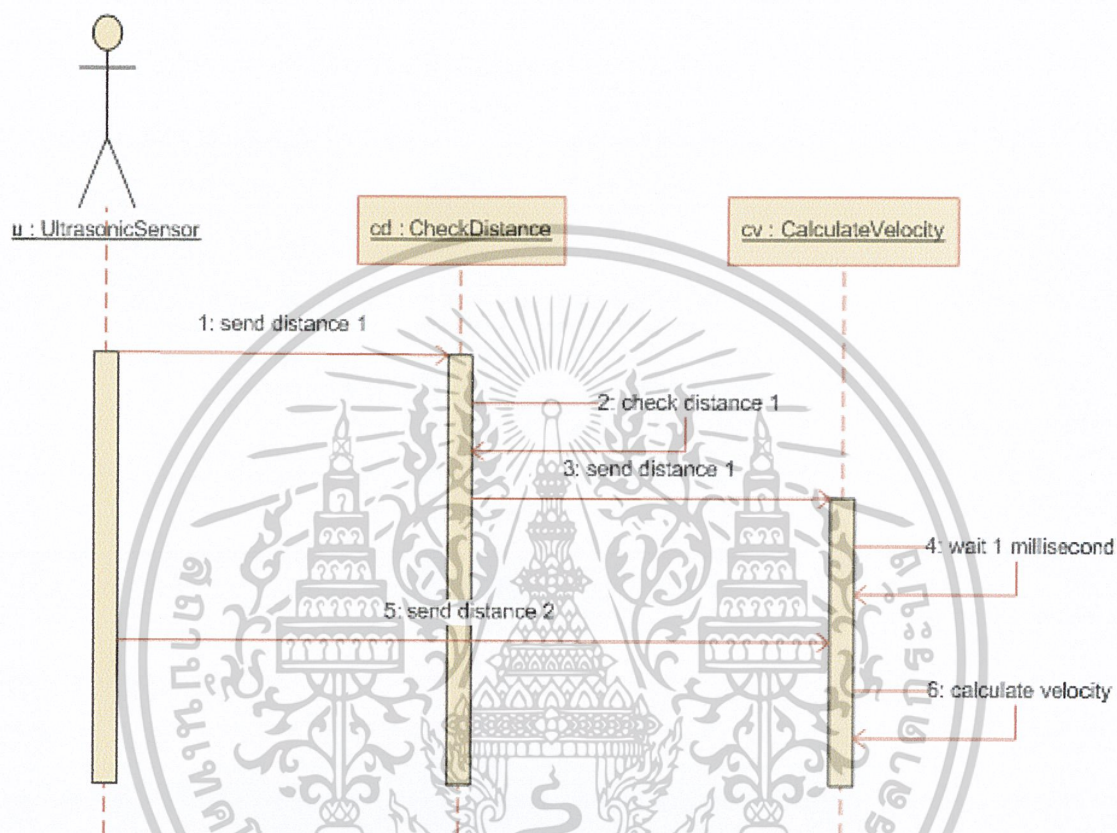 u : UltrasonicSensor
cd : CheckDistance
cv : CalculateVelocity
1: send distance 1
2: check distance 1
3: send distance 1
4: wait 1 millisecond
5: send distance 2
6: calculate velocity